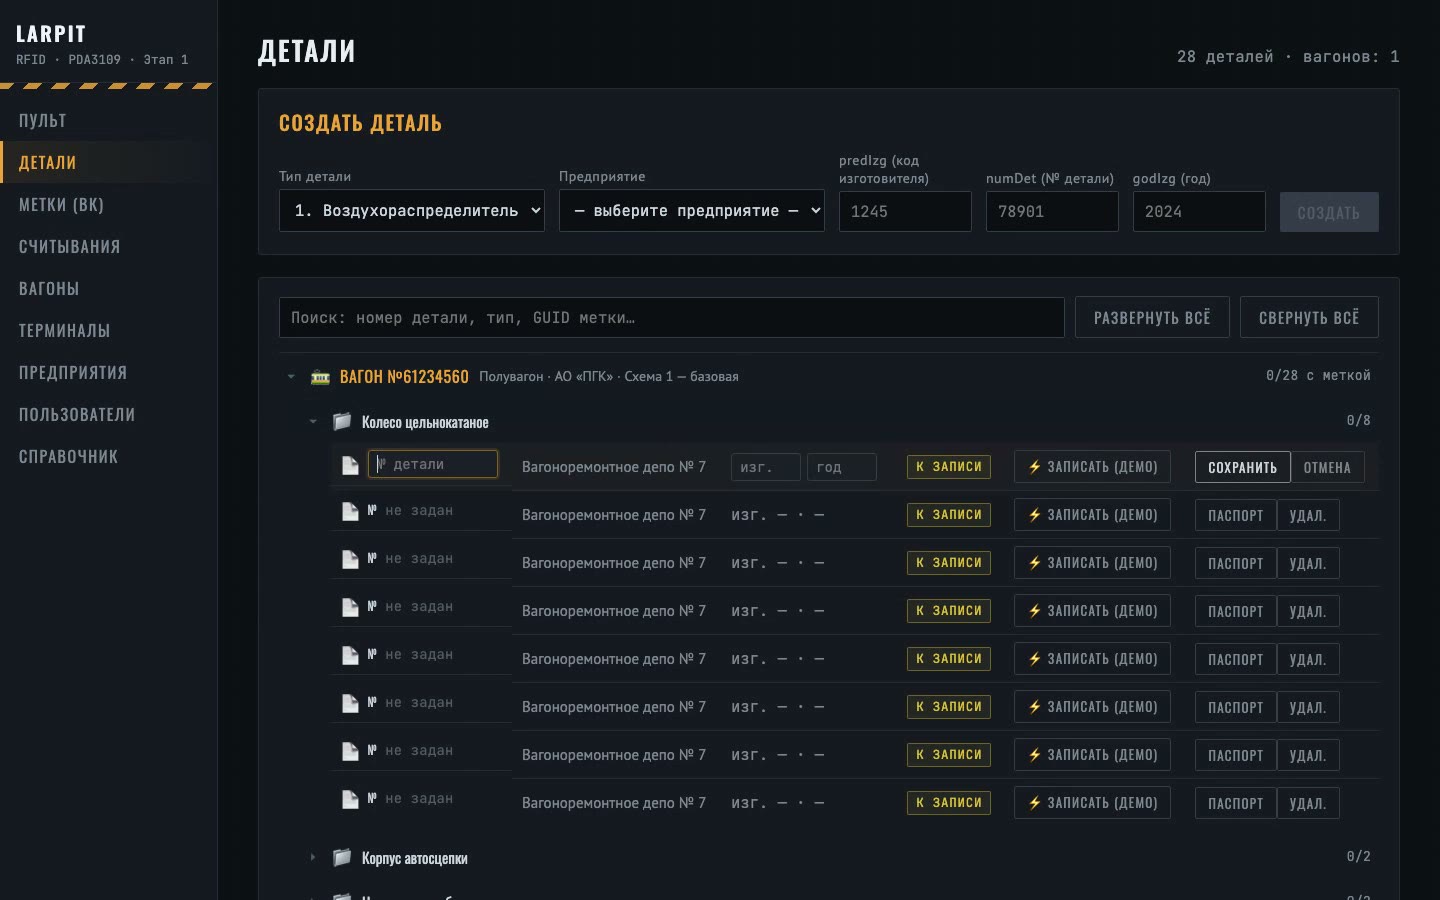 LARPIT
RFID · PDA3109 · Этап 1
ПУЛЬТ
ДЕТАЛИ
МЕТКИ (ВК)
СЧИТЫВАНИЯ
ВАГОНЫ
ТЕРМИНАЛЫ
ПРЕДПРИЯТИЯ
ПОЛЬЗОВАТЕЛИ
СПРАВОЧНИК
ДЕТАЛИ
28 деталей · вагонов: 1
СОЗДАТЬ ДЕТАЛЬ
Тип детали
1. Воздухораспределитель
Предприятие
— выберите предприятие —
predIzg (код
изготовителя)
1245
numDet (№ детали)
78901
godIzg (год)
2024
СОЗДАТЬ
Поиск: номер детали, тип, GUID метки…
РАЗВЕРНУТЬ ВСЁ
СВЕРНУТЬ ВСЁ
ВАГОН №61234560 Полувагон · АО «ПГК» · Схема 1 — базовая 0/28 с меткой
Колесо цельнокатаное 0/8
№ детали Вагоноремонтное депо № 7 изг. год К ЗАПИСИ ⚡ ЗАПИСАТЬ (ДЕМО) СОХРАНИТЬ ОТМЕНА
№ не задан Вагоноремонтное депо № 7 изг. — · — К ЗАПИСИ ⚡ ЗАПИСАТЬ (ДЕМО) ПАСПОРТ УДАЛ.
№ не задан Вагоноремонтное депо № 7 изг. — · — К ЗАПИСИ ⚡ ЗАПИСАТЬ (ДЕМО) ПАСПОРТ УДАЛ.
№ не задан Вагоноремонтное депо № 7 изг. — · — К ЗАПИСИ ⚡ ЗАПИСАТЬ (ДЕМО) ПАСПОРТ УДАЛ.
№ не задан Вагоноремонтное депо № 7 изг. — · — К ЗАПИСИ ⚡ ЗАПИСАТЬ (ДЕМО) ПАСПОРТ УДАЛ.
№ не задан Вагоноремонтное депо № 7 изг. — · — К ЗАПИСИ ⚡ ЗАПИСАТЬ (ДЕМО) ПАСПОРТ УДАЛ.
№ не задан Вагоноремонтное депо № 7 изг. — · — К ЗАПИСИ ⚡ ЗАПИСАТЬ (ДЕМО) ПАСПОРТ УДАЛ.
№ не задан Вагоноремонтное депо № 7 изг. — · — К ЗАПИСИ ⚡ ЗАПИСАТЬ (ДЕМО) ПАСПОРТ УДАЛ.
Корпус автосцепки 0/2